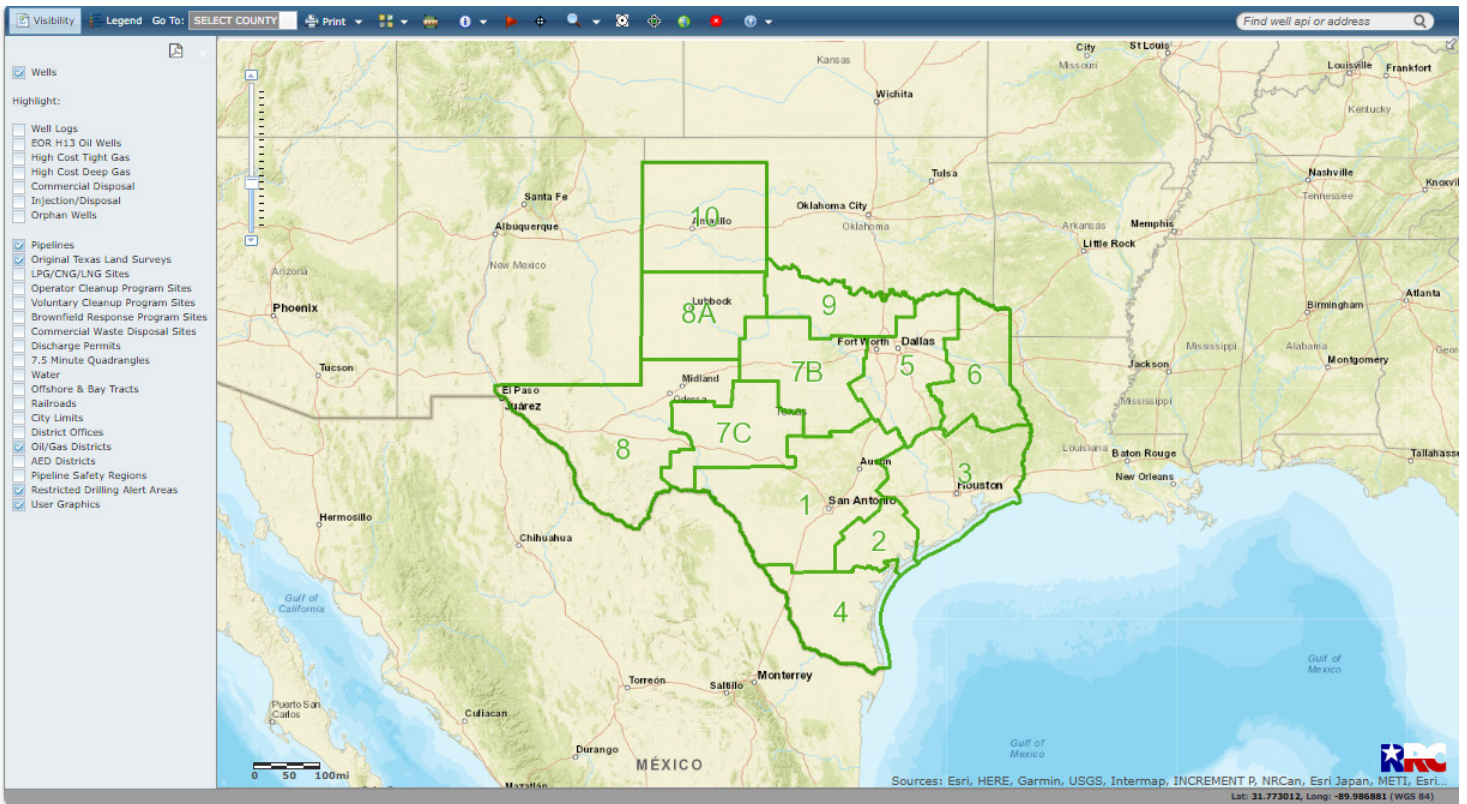 Visibility Legend Go To: SELECT COUNTY Print
Find well api or address
Wells
Highlight:
Well Logs
EOR H13 Oil Wells
High Cost Tight Gas
High Cost Deep Gas
Commercial Disposal
Injection/Disposal
Orphan Wells
Pipelines
Original Texas Land Surveys
LPG/CNG/LNG Sites
Operator Cleanup Program Sites
Voluntary Cleanup Program Sites
Brownfield Response Program Sites
Commercial Waste Disposal Sites
Discharge Permits
7.5 Minute Quadrangles
Water
Offshore & Bay Tracts
Railroads
City Limits
District Offices
Oil/Gas Districts
AED Districts
Pipeline Safety Regions
Restricted Drilling Alert Areas
User Graphics
Kansas
City
St Louis
Missouri
Louisville
Frankfort
Wichita
Kentucky
Tulsa
Nashville
Tennessee
Knoxvil
Santa Fe
Albuquerque
10
Amarillo
Oklahoma City
Oklahoma
Arkansas
Memphis
Little Rock
Arizona
New Mexico
Phoenix
Lubbock
8A
9
Atlanta
Birmingham
Fort Worth
Dallas
Mississippi
Alabama
Geor
Montgomery
Tucson
Midland
Odessa
7B
5
6
Jackson
El Paso
Juárez
Texas
Mississippi
8
7C
Austin
3
Houston
Louisiana
Baton Rouge
New Orleans
Tallahasse
1
San Antonio
2
Hermosillo
Chihuahua
4
Gulf of
California
Gulf of
Mexico
Torreón
Saltillo
Monterrey
Puerto San
Carlos
Culiacan
Durango
MÉXICO
Gulf of
Mexico
Mazatlán
0 50 100mi
RRC
Sources: Esri, HERE, Garmin, USGS, Intermap, INCREMENT P, NRCan, Esri Japan, METI, Esri...
Lat: 31.773012, Long: -89.986881 (WGS 84)